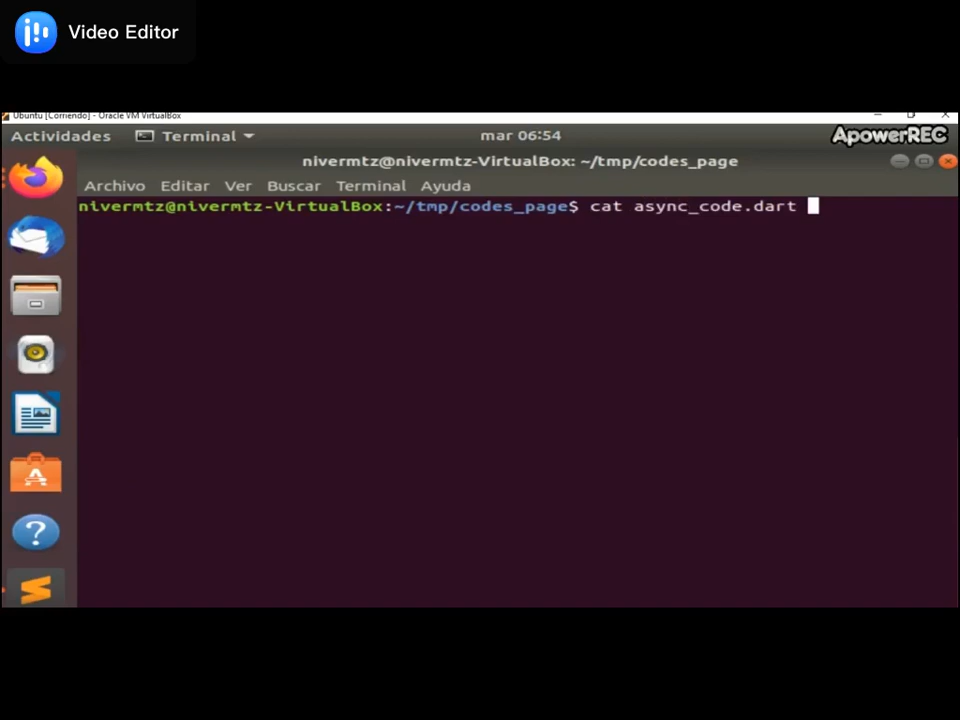 Video Editor
Ubuntu [Corriendo] - Oracle VM VirtualBox
Actividades Terminal mar 06:54
ApowerREC
nivermtz@nivermtz-VirtualBox: ~/tmp/codes_page
Archivo Editar Ver Buscar Terminal Ayuda
nivermtz@nivermtz-VirtualBox:~/tmp/codes_page$ cat async_code.dart